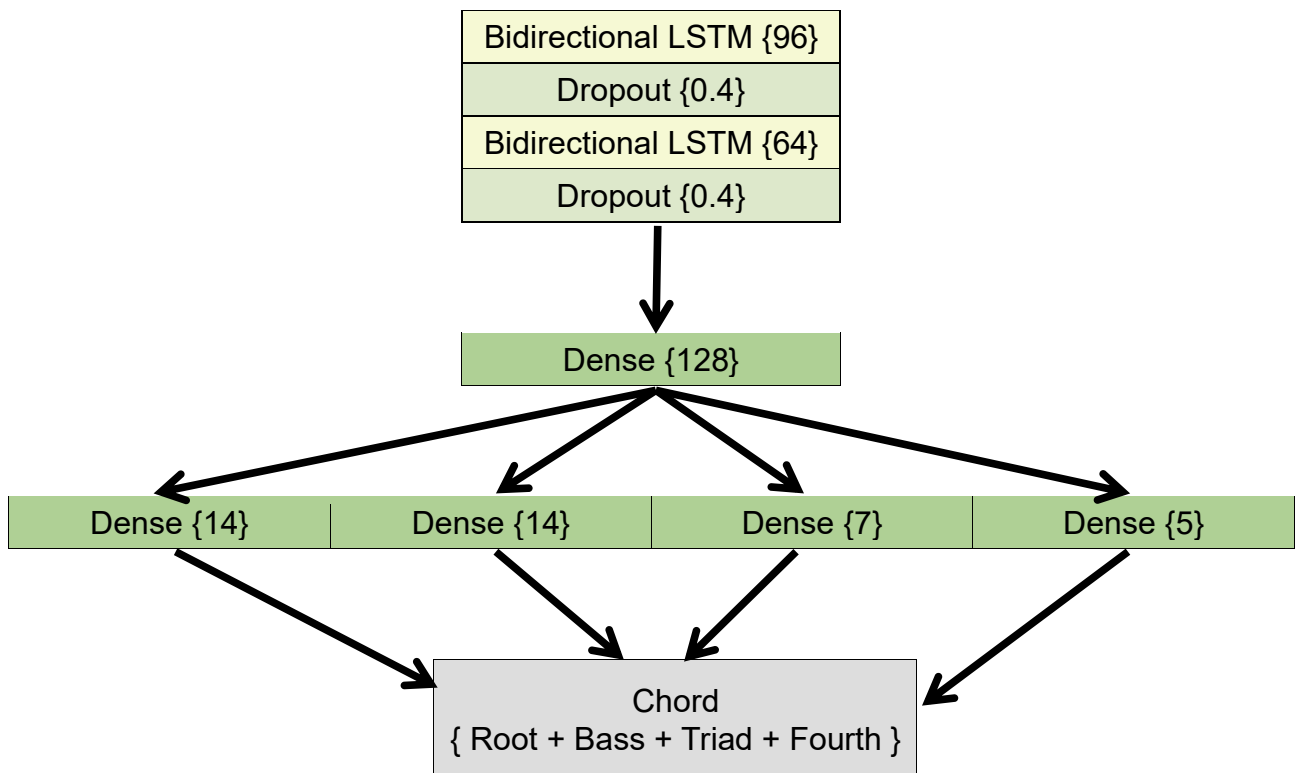 Bidirectional LSTM {96}
Dropout {0.4}
Bidirectional LSTM {64}
Dropout {0.4}
Dense {128}
Dense {14}
Dense {14}
Dense {7}
Dense {5}
Chord
{ Root + Bass + Triad + Fourth }